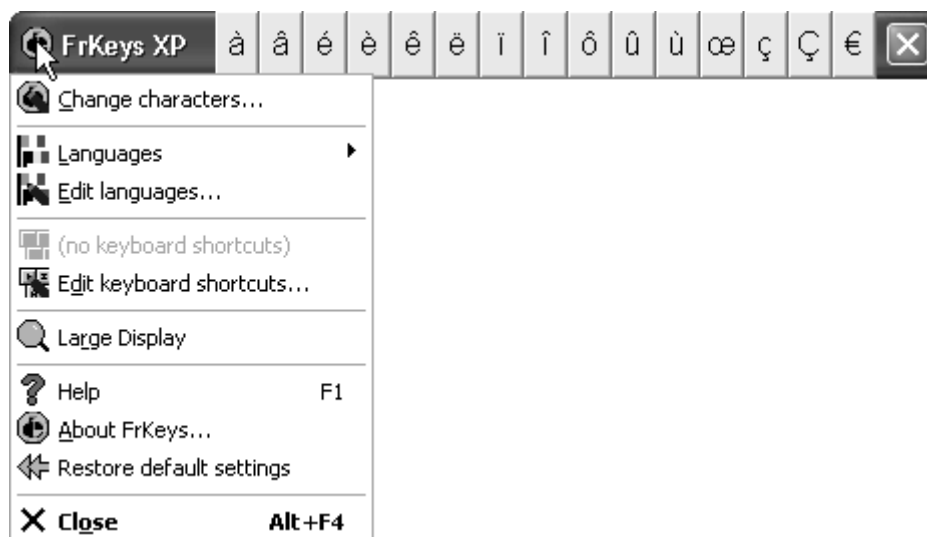 FrKeys XP à â é è ê ë ï î ô û ù œ ç Ç €
Change characters...
Languages
Edit languages...
(no keyboard shortcuts)
Edit keyboard shortcuts...
Large Display
Help F1
About FrKeys...
Restore default settings
Close Alt+F4